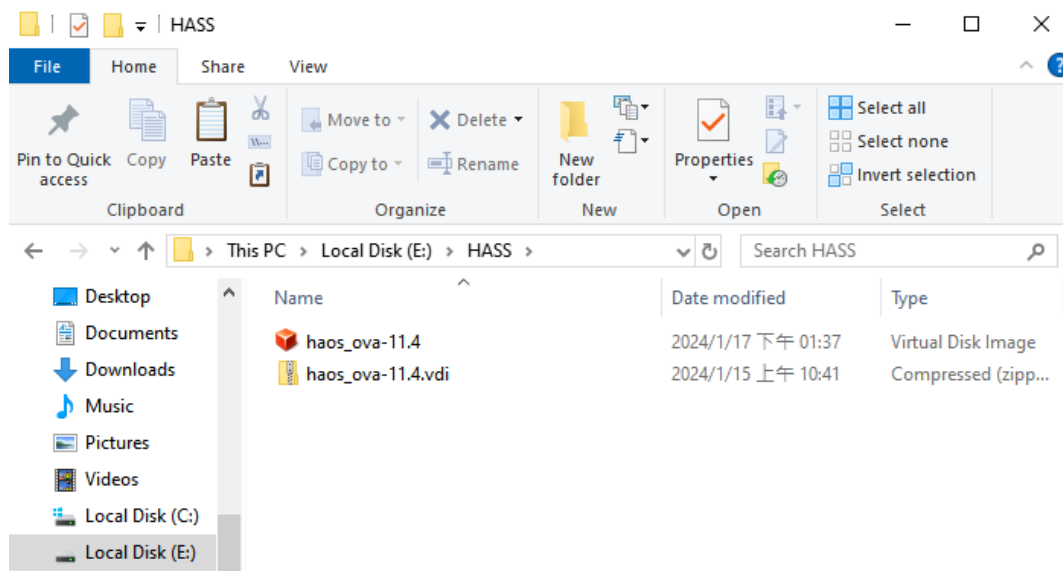 HASS
File Home Share View
Pin to Quick access
Copy
Paste
Move to
Copy to
Delete
Rename
New folder
Properties
Select all
Select none
Invert selection
Clipboard Organize New Open Select
This PC > Local Disk (E:) > HASS >
Search HASS
Desktop
Documents
Downloads
Music
Pictures
Videos
Local Disk (C:)
Local Disk (E:)
Name Date modified Type
haos_ova-11.4 2024/1/17 下午 01:37 Virtual Disk Image
haos_ova-11.4.vdi 2024/1/15 上午 10:41 Compressed (zipp...